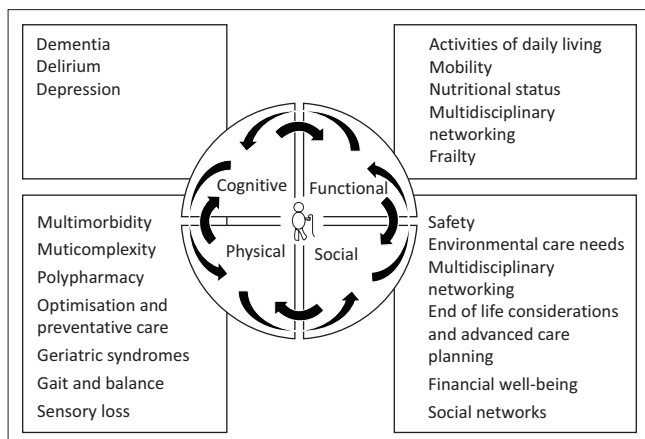 Dementia
Delirium
Depression
Activities of daily living
Mobility
Nutritional status
Multidisciplinary
networking
Frailty
Cognitive
Functional
Physical
Social
Multimorbidity
Muticomplexity
Polypharmacy
Optimisation and
preventative care
Geriatric syndromes
Gait and balance
Sensory loss
Safety
Environmental care needs
Multidisciplinary
networking
End of life considerations
and advanced care
planning
Financial well-being
Social networks